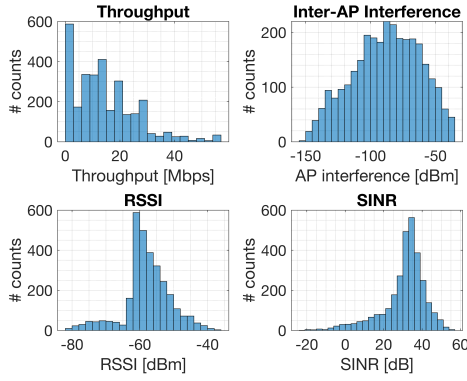 Throughput
600
400
200
0
# counts
0 20 40
Throughput [Mbps]
Inter-AP Interference
200
100
0
# counts
-150 -100 -50
AP interference [dBm]
RSSI
600
400
200
0
# counts
-80 -60 -40
RSSI [dBm]
SINR
600
400
200
0
# counts
-20 0 20 40 60
SINR [dB]